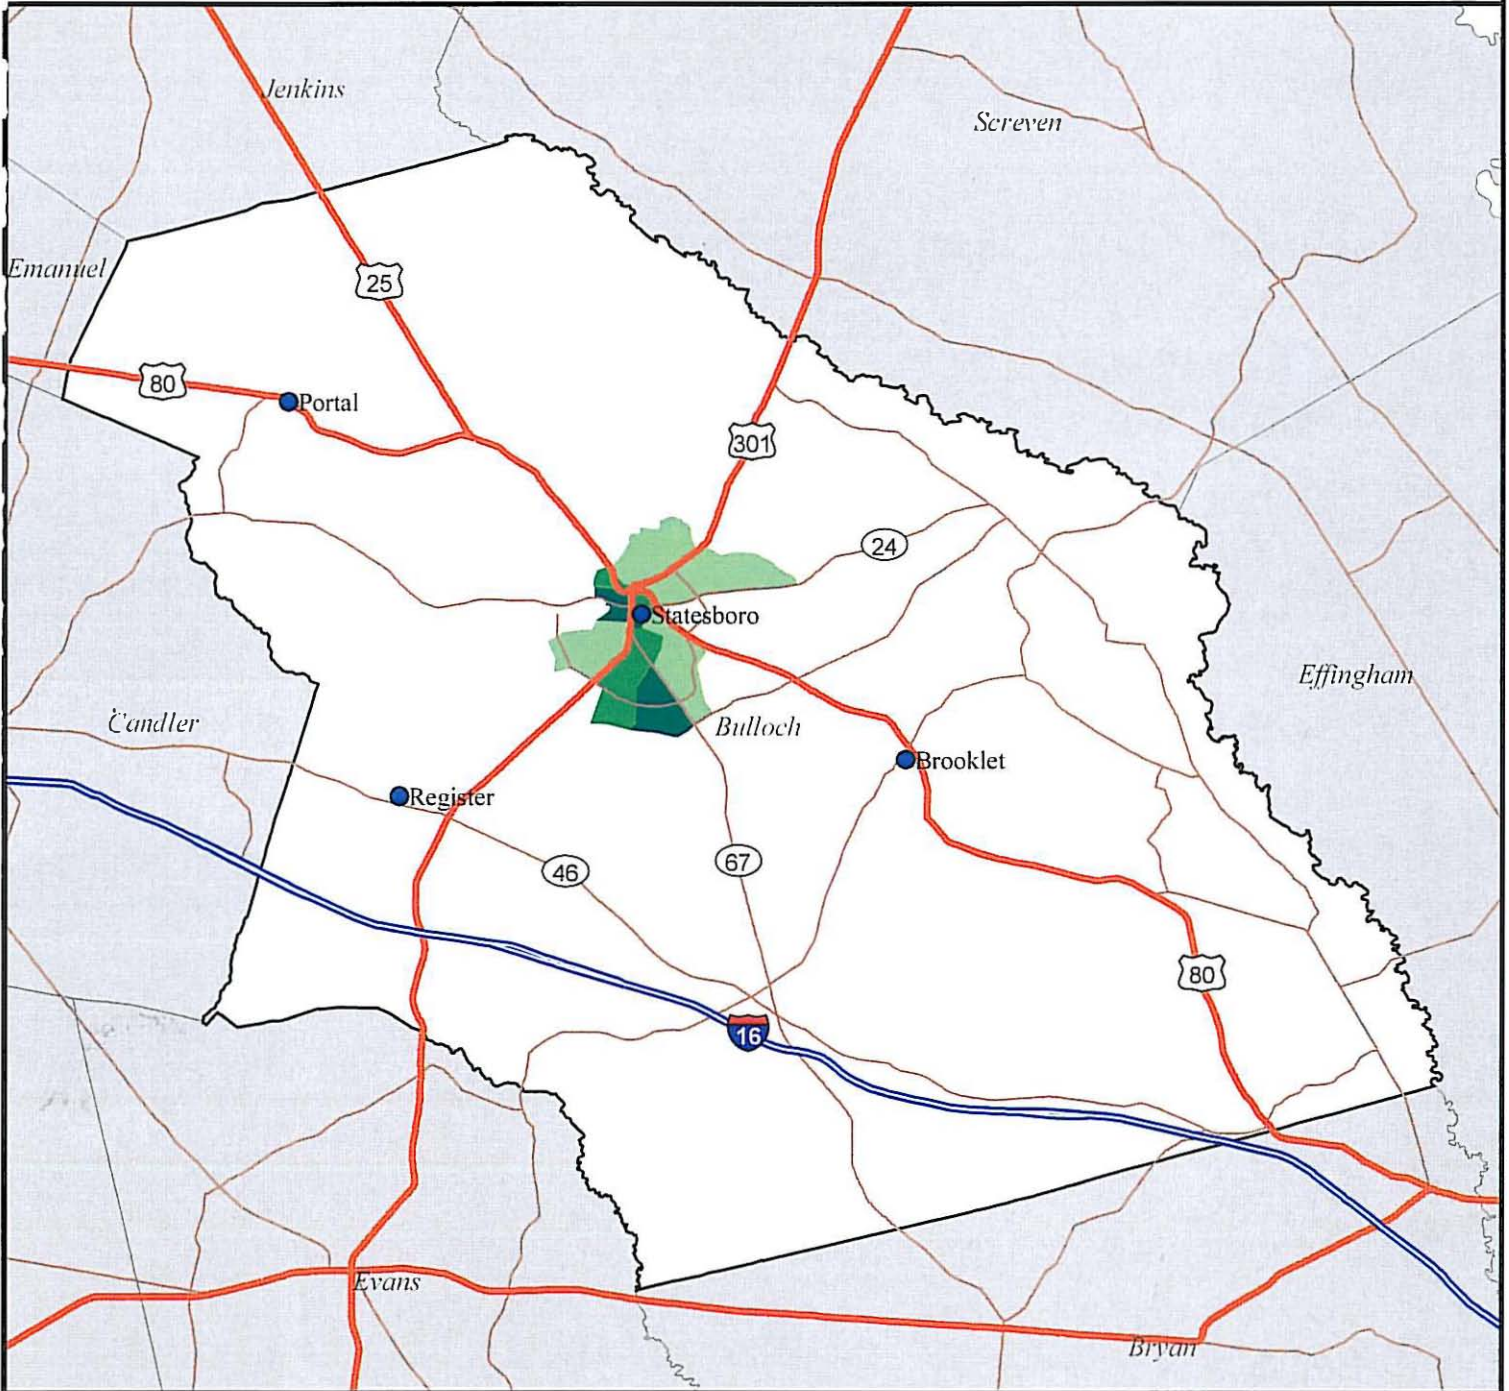 Jenkins
Screven
Emanuel
25
80
Portal
301
24
Statesboro
Effingham
Candler
Bulloch
Brooklet
Register
67
46
80
16
Evans
Bryan